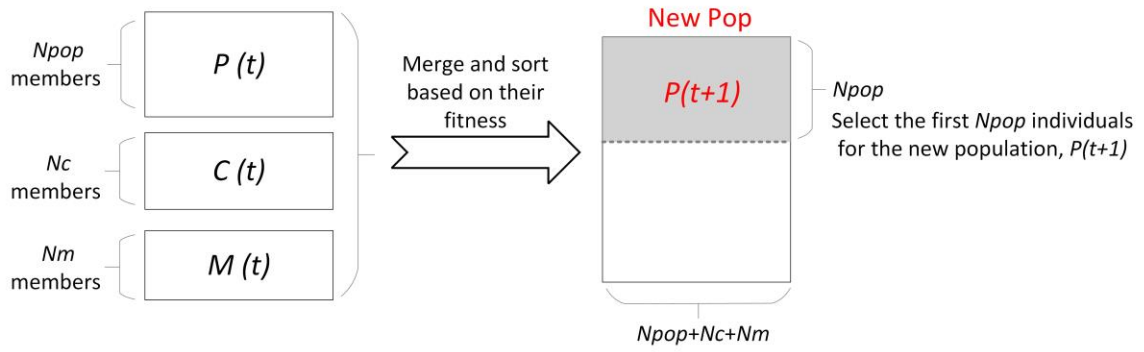 Npop
members
P (t)
Nc
members
C (t)
Nm
members
M (t)
Merge and sort
based on their
fitness
New Pop
P(t+1)
Npop
Select the first Npop individuals
for the new population, P(t+1)
Npop+Nc+Nm